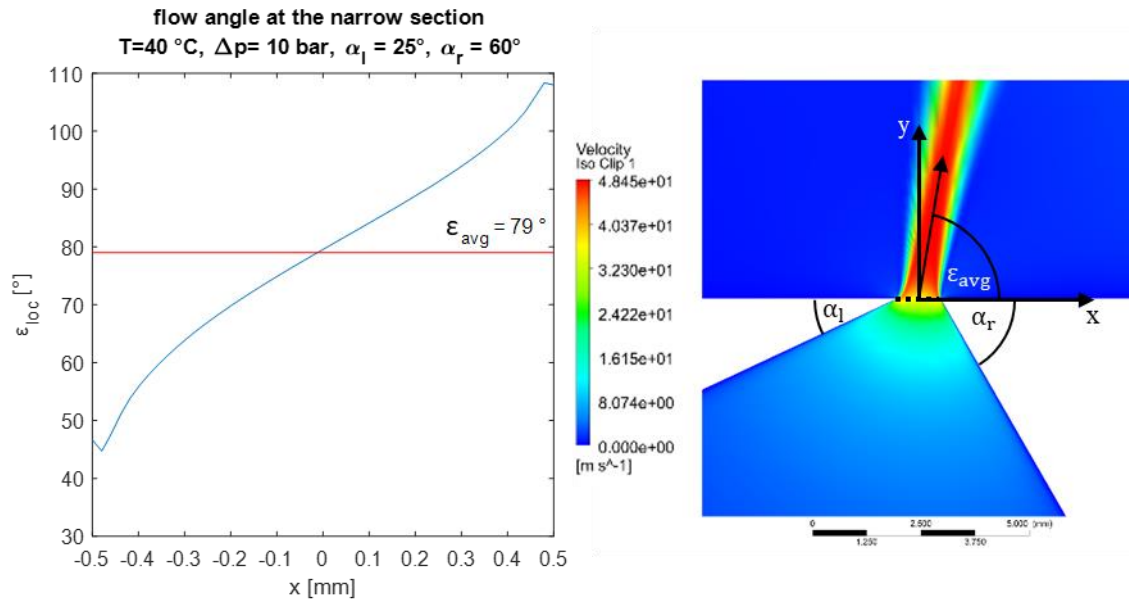 flow angle at the narrow section
T=40 °C, Δp= 10 bar, α_l = 25°, α_r = 60°
110
100
90
80
70
60
50
40
30
ε_loc [°]
ε_avg = 79 °
-0.5 -0.4 -0.3 -0.2 -0.1 0 0.1 0.2 0.3 0.4 0.5
x [mm]
Velocity
Iso Clip 1
4.845e+01
4.037e+01
3.230e+01
2.422e+01
1.615e+01
8.074e+00
0.000e+00
[m s^-1]
y
ε_avg
x
α_l
α_r
0 2.500 5.000 (mm)
1.250 3.750